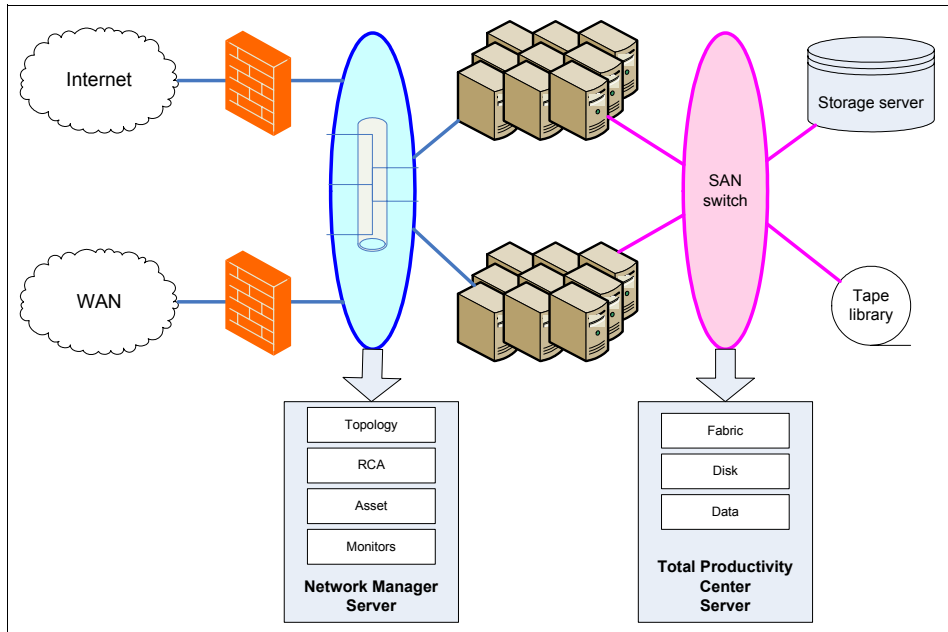 Internet
Storage server
SAN
switch
WAN
Tape
library
Topology
RCA
Asset
Monitors
Network Manager
Server
Fabric
Disk
Data
Total Productivity
Center
Server